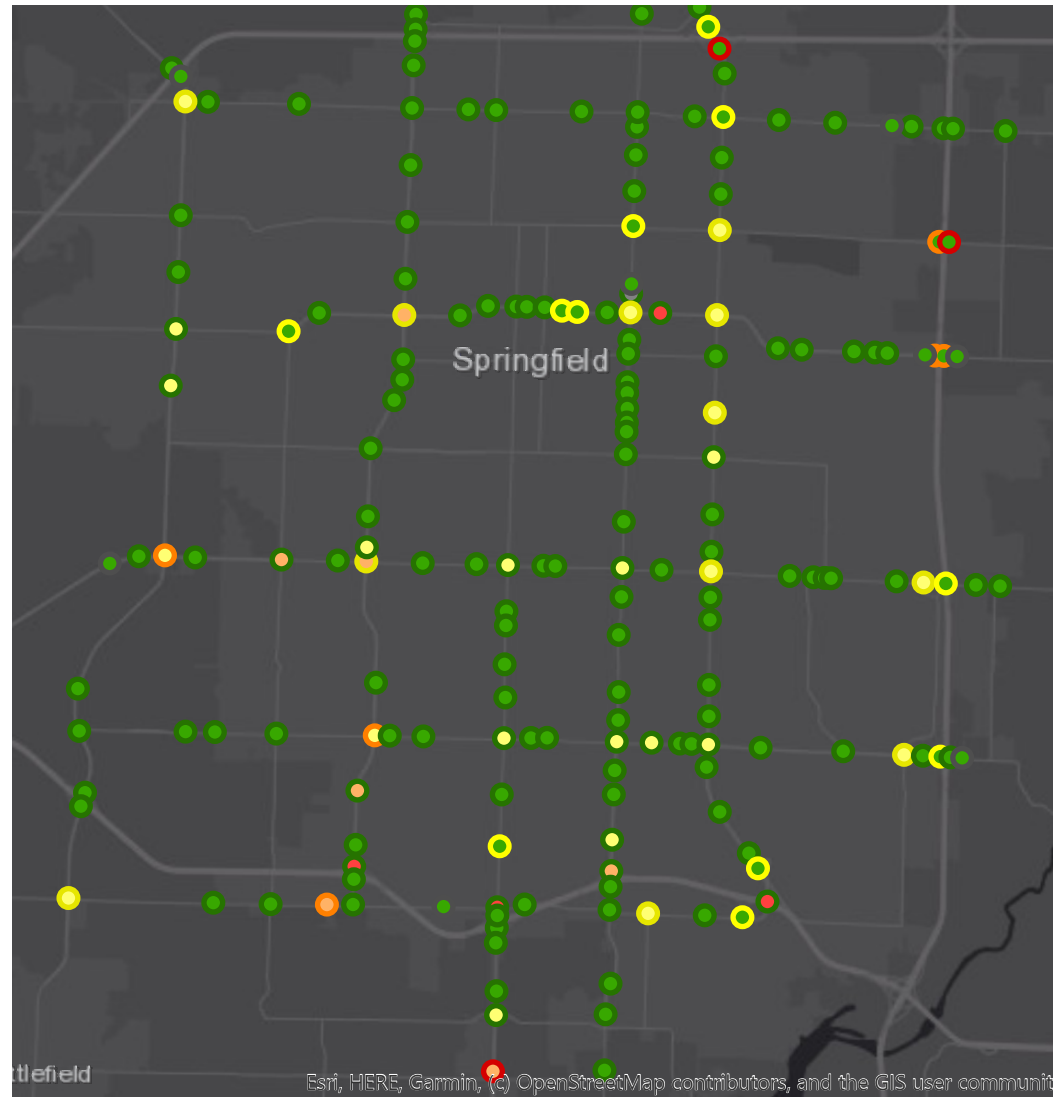 Springfield
ttlefield
Esri, HERE, Garmin, (c) OpenStreetMap contributors, and the GIS user communit